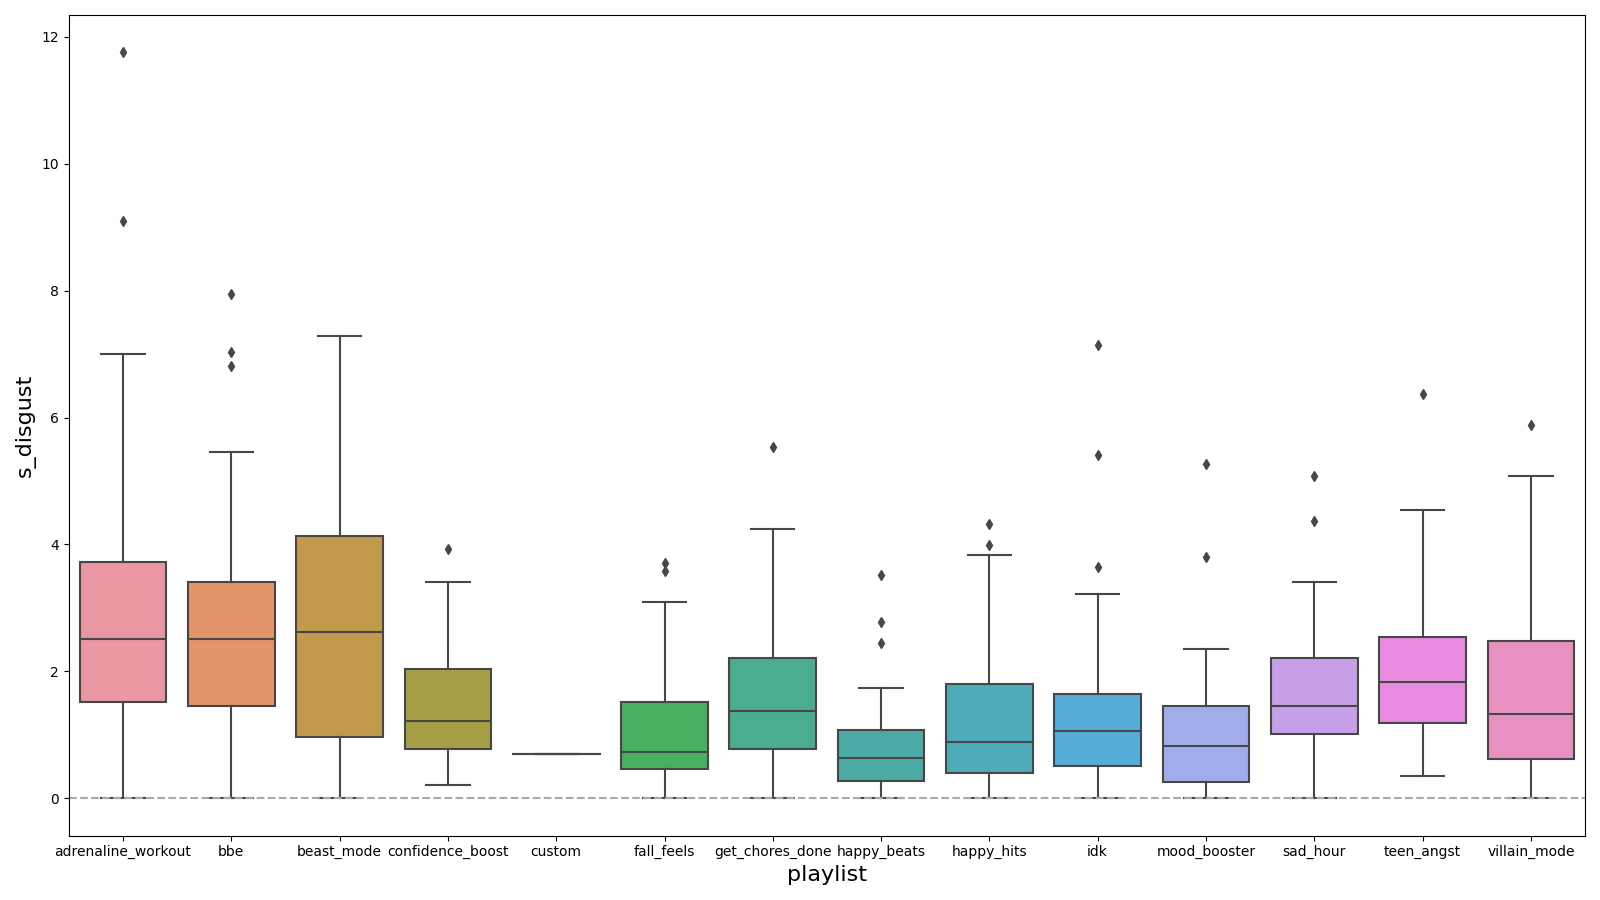 12
10
8
6
4
2
0
s_disgust
adrenaline_workout bbe beast_mode confidence_boost custom fall_feels get_chores_done happy_beats happy_hits idk mood_booster sad_hour teen_angst villain_mode
playlist